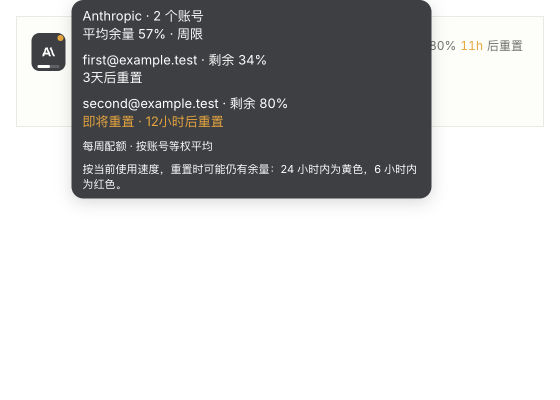 Anthropic · 2 个账号
平均余量 57% · 周限
first@example.test · 剩余 34%
3天后重置
second@example.test · 剩余 80%
即将重置 · 12小时后重置
每周配额 · 按账号等权平均
按当前使用速度，重置时可能仍有余量：24 小时内为黄色，6 小时内
为红色。
A\
80% 11h 后重置